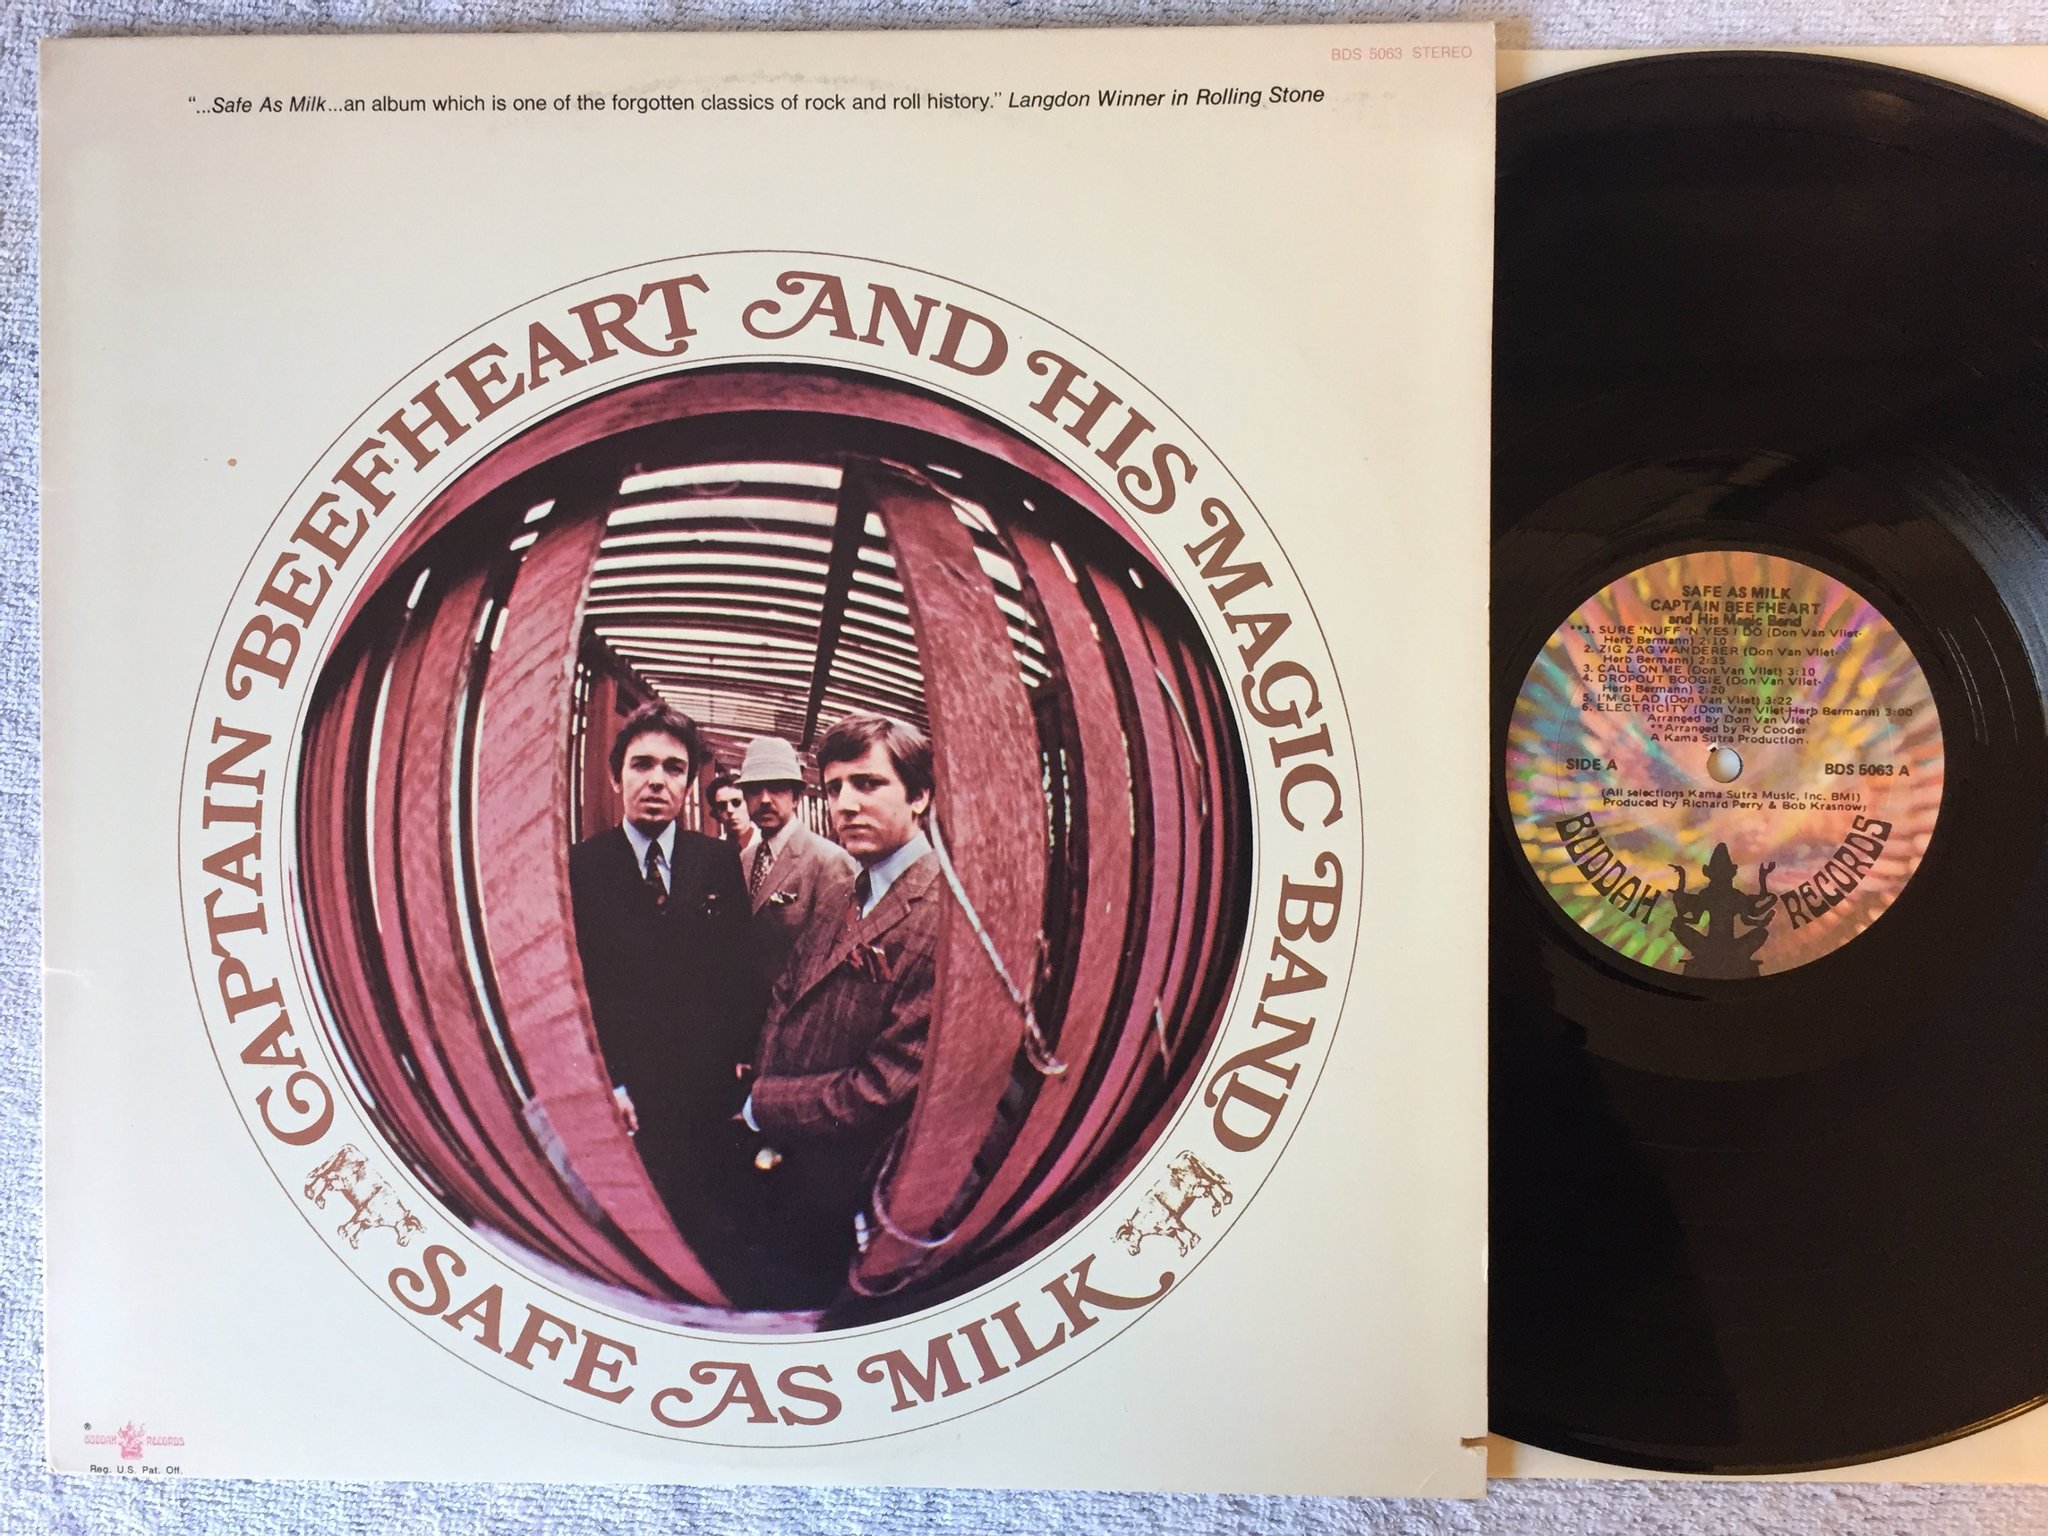 BDS 5063 STEREO
“...Safe As Milk...an album which is one of the forgotten classics of rock and roll history.” Langdon Winner in Rolling Stone
CAPTAIN BEEFHEART AND HIS MAGIC BAND
SAFE AS MILK
®
BUDDAH RECORDS
Reg. U.S. Pat. Off.
SAFE AS MILK
CAPTAIN BEEFHEART
and His Magic Band
**1. SURE 'NUFF 'N YES I DO (Don Van Vliet-
Herb Bermann) 2:10
2. ZIG ZAG WANDERER (Don Van Vliet-
Herb Bermann) 2:35
3. CALL ON ME (Don Van Vliet) 3:10
4. DROPOUT BOOGIE (Don Van Vliet-
Herb Bermann) 2:20
5. I'M GLAD (Don Van Vliet) 3:22
6. ELECTRICITY (Don Van Vliet-Herb Bermann) 3:00
Arranged by Don Van Vliet
**Arranged by Ry Cooder
A Kama Sutra Production
SIDE A
BDS 5063 A
(All selections Kama Sutra Music, Inc. BMI)
Produced by Richard Perry & Bob Krasnow)
BUDDAH RECORDS